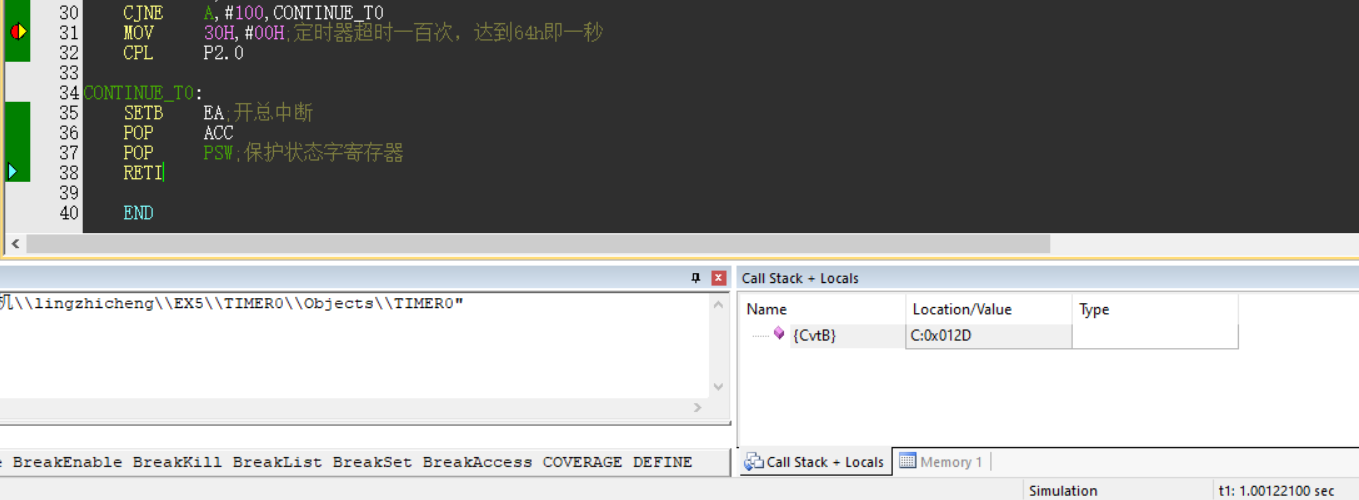 30 CJNE A,#100,CONTINUE_T0
31 MOV 30H,#00H;定时器超时一百次，达到64h即一秒
32 CPL P2.0
33
34 CONTINUE_T0:
35 SETB EA;开总中断
36 POP ACC
37 POP PSW;保护状态字寄存器
38 RETI
39
40 END
机\\lingzhicheng\\EX5\\TIMER0\\Objects\\TIMER0"
BreakEnable BreakKill BreakList BreakSet BreakAccess COVERAGE DEFINE
Call Stack + Locals
Name Location/Value Type
{CvtB} C:0x012D
Call Stack + Locals Memory 1
Simulation t1: 1.00122100 sec